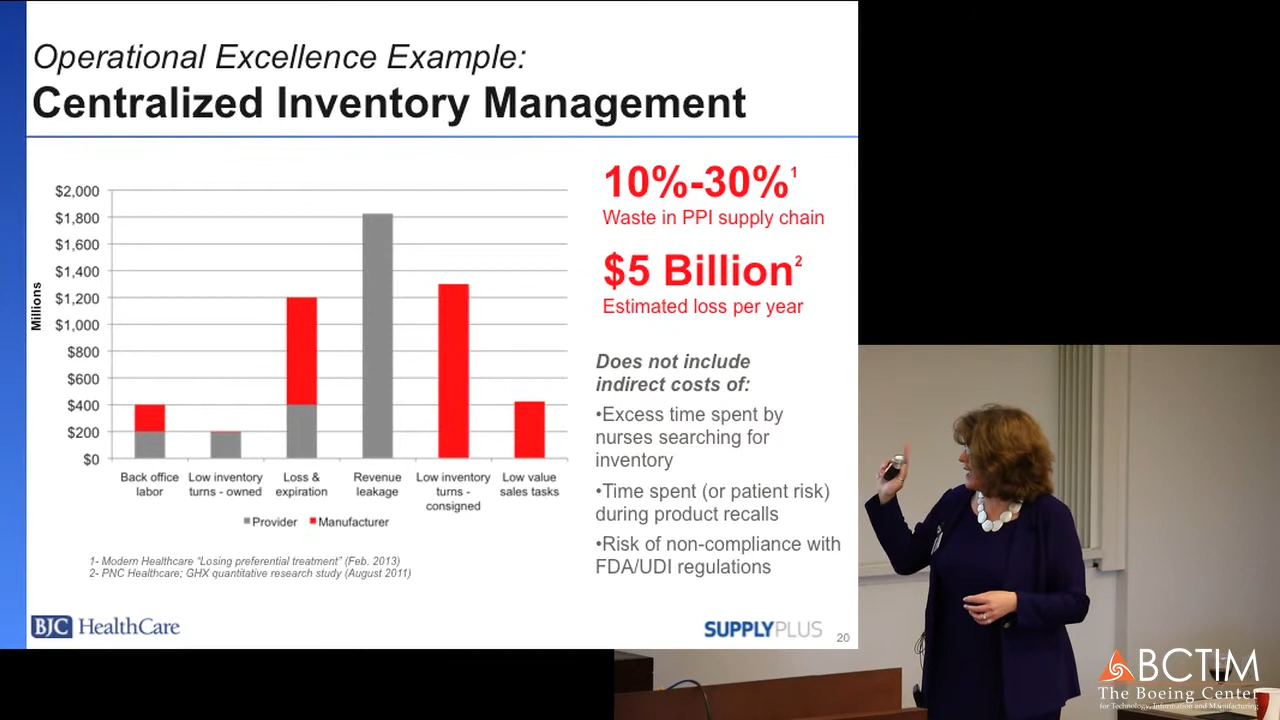 Operational Excellence Example:
Centralized Inventory Management
$2,000
$1,800
$1,600
$1,400
$1,200
$1,000
$800
$600
$400
$200
$0
Millions
Back office
labor
Low inventory
turns - owned
Loss &
expiration
Revenue
leakage
Low inventory
turns -
consigned
Low value
sales tasks
Provider
Manufacturer
1- Modern Healthcare “Losing preferential treatment” (Feb. 2013)
2- PNC Healthcare; GHX quantitative research study (August 2011)
10%-30%1
Waste in PPI supply chain
$5 Billion2
Estimated loss per year
Does not include
indirect costs of:
•Excess time spent by
nurses searching for
inventory
•Time spent (or patient risk)
during product recalls
•Risk of non-compliance with
FDA/UDI regulations
BJC HealthCare
SUPPLYPLUS
20
BCTIM
The Boeing Center
for Technology, Information and Manufacturing